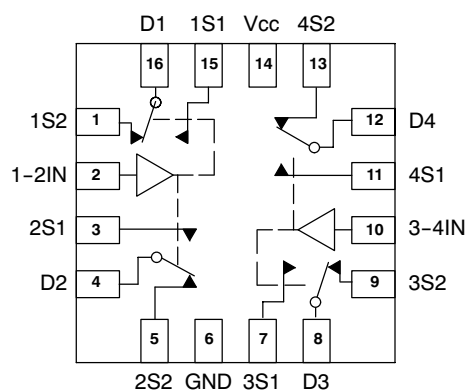 D1 1S1 Vcc 4S2
16 15 14 13
1S2 1 12 D4
1-2IN 2 11 4S1
2S1 3 10 3-4IN
D2 4 9 3S2
5 6 7 8
2S2 GND 3S1 D3